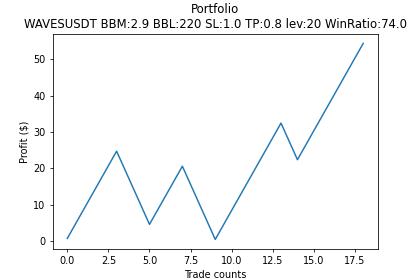 Portfolio
WAVESUSDT BBM:2.9 BBL:220 SL:1.0 TP:0.8 lev:20 WinRatio:74.0
50
40
30
20
10
0
Profit ($)
0.0 2.5 5.0 7.5 10.0 12.5 15.0 17.5
Trade counts